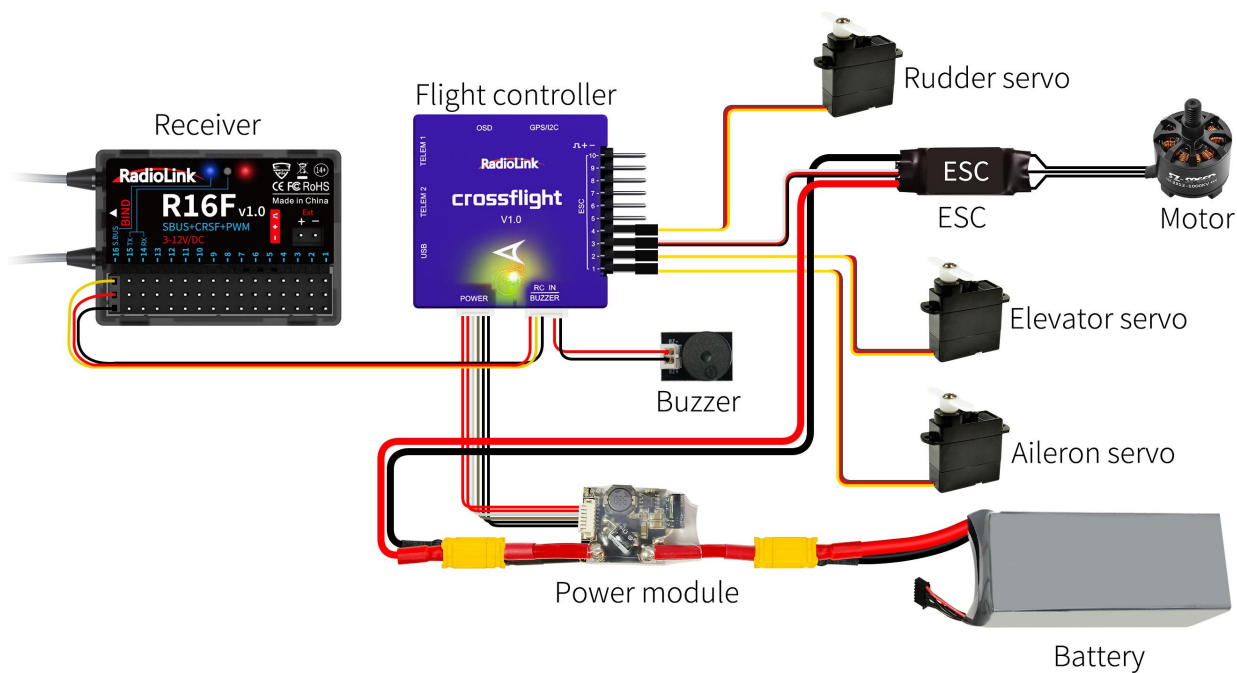 Rudder servo
Flight controller
Receiver
OSD
GPS/I2C
TELEM 1
TELEM 2
USB
RadioLink
crossflight
V1.0
+ −
10
9
8
7
6
5
4
3
2
1
ESC
POWER
RC IN
BUZZER
RadioLink
R16F v1.0
SBUS+CRSF+PWM
3-12V/DC
BIND
14+
CE FC RoHS
Made in China
Ext
+ −
+ −
16 S.BUS
15 TX
14 RX
13
12
11
10
9
8
7
6
5
4
3
2
1
ESC
ESC
Motor
Elevator servo
Buzzer
Aileron servo
Power module
Battery